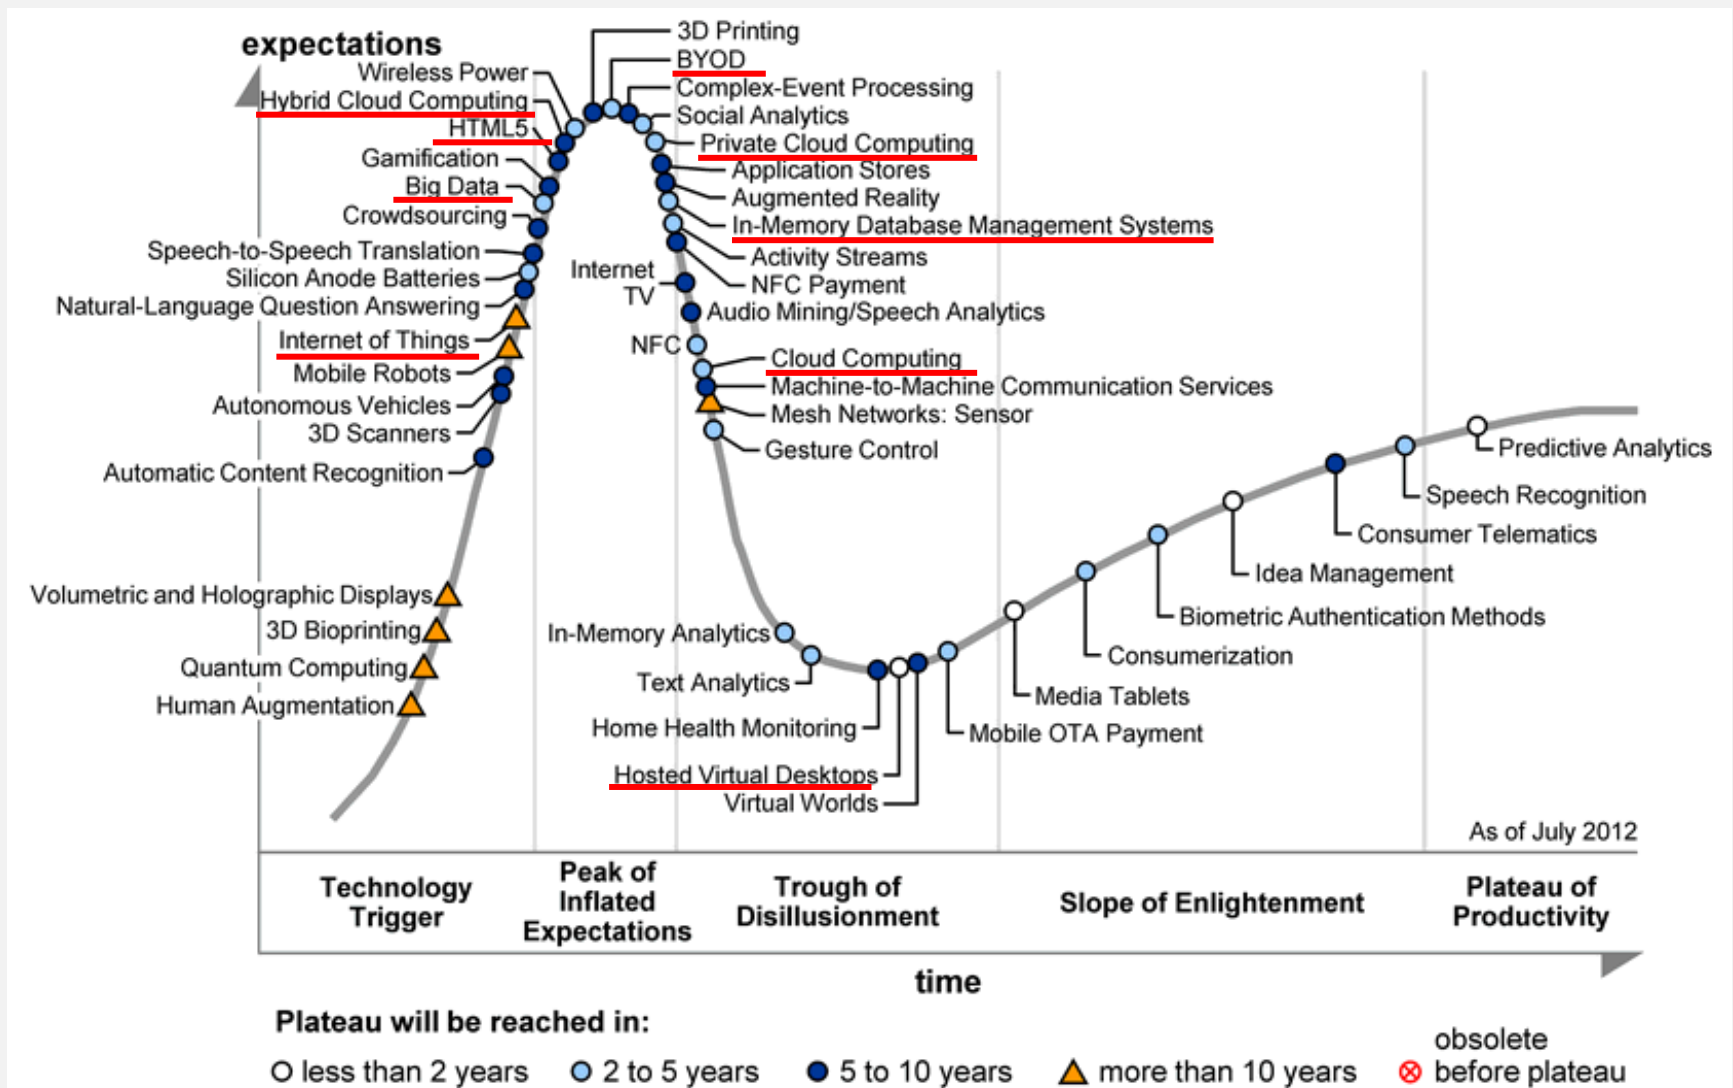 expectations
3D Printing
BYOD
Wireless Power
Complex-Event Processing
Hybrid Cloud Computing
Social Analytics
HTML5
Private Cloud Computing
Gamification
Application Stores
Big Data
Augmented Reality
Crowdsourcing
In-Memory Database Management Systems
Speech-to-Speech Translation
Activity Streams
Silicon Anode Batteries
Internet
TV
NFC Payment
Natural-Language Question Answering
Audio Mining/Speech Analytics
Internet of Things
NFC
Cloud Computing
Mobile Robots
Machine-to-Machine Communication Services
Autonomous Vehicles
Mesh Networks: Sensor
3D Scanners
Gesture Control
Automatic Content Recognition
Predictive Analytics
Speech Recognition
Consumer Telematics
Idea Management
Volumetric and Holographic Displays
Biometric Authentication Methods
3D Bioprinting
In-Memory Analytics
Consumerization
Quantum Computing
Text Analytics
Media Tablets
Human Augmentation
Home Health Monitoring
Mobile OTA Payment
Hosted Virtual Desktops
Virtual Worlds
As of July 2012
Technology
Trigger
Peak of
Inflated
Expectations
Trough of
Disillusionment
Slope of Enlightenment
Plateau of
Productivity
time
Plateau will be reached in:
less than 2 years
2 to 5 years
5 to 10 years
more than 10 years
obsolete
before plateau